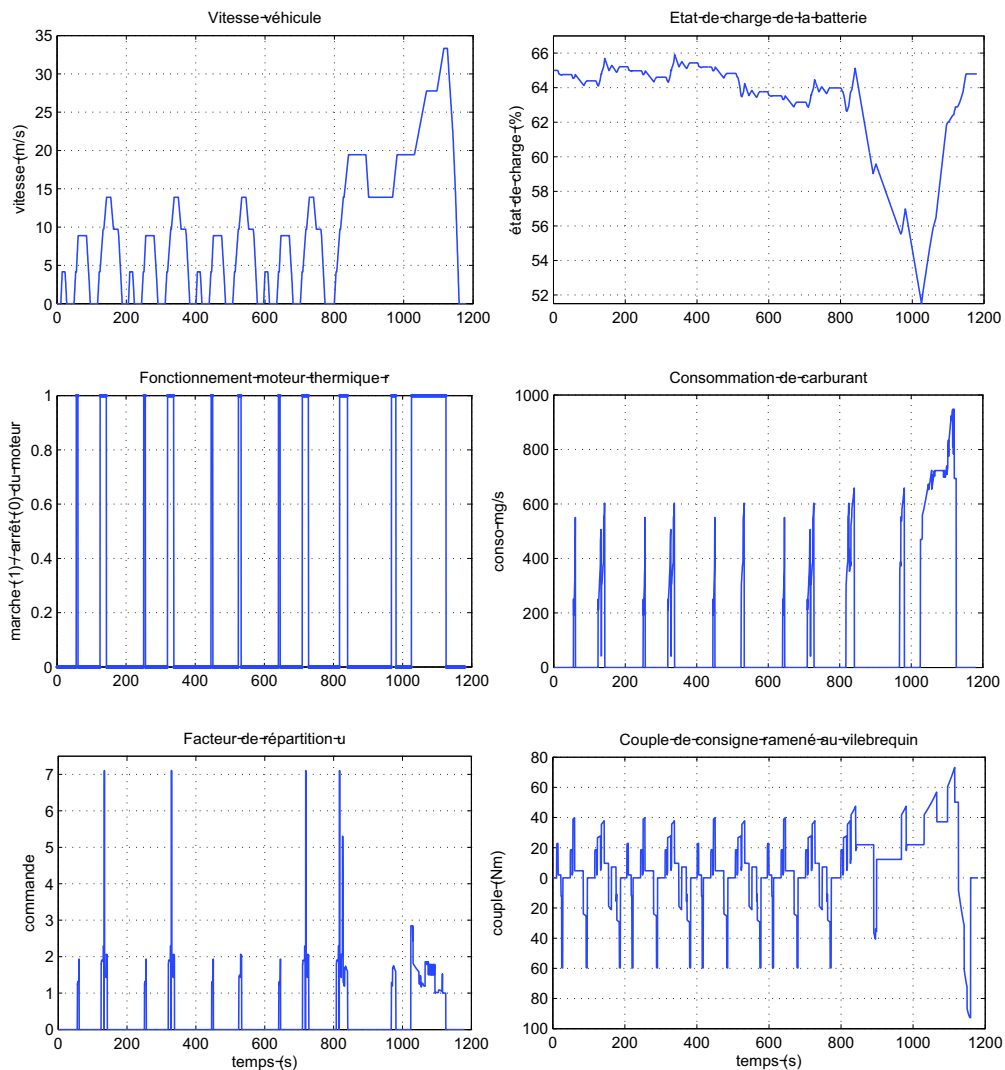 Vitesse-véhicule
35
30
25
20
15
10
5
0
0 200 400 600 800 1000 1200
vitesse-(m/s)
Etat-de-charge-de-la-batterie
66
64
62
60
58
56
54
52
0 200 400 600 800 1000 1200
état-de-charge-(%)
Fonctionnement-moteur-thermique-r
1
0.8
0.6
0.4
0.2
0
0 200 400 600 800 1000 1200
marche-(1)-/-arrêt-(0)-du-moteur
Consommation-de-carburant
1000
800
600
400
200
0
0 200 400 600 800 1000 1200
conso-mg/s
Facteur-de-répartition-u
7
6
5
4
3
2
1
0
0 200 400 600 800 1000 1200
commande
temps-(s)
Couple-de-consigne-ramené-au-vilebrequin
80
60
40
20
0
20
40
60
80
100
0 200 400 600 800 1000 1200
couple-(Nm)
temps-(s)